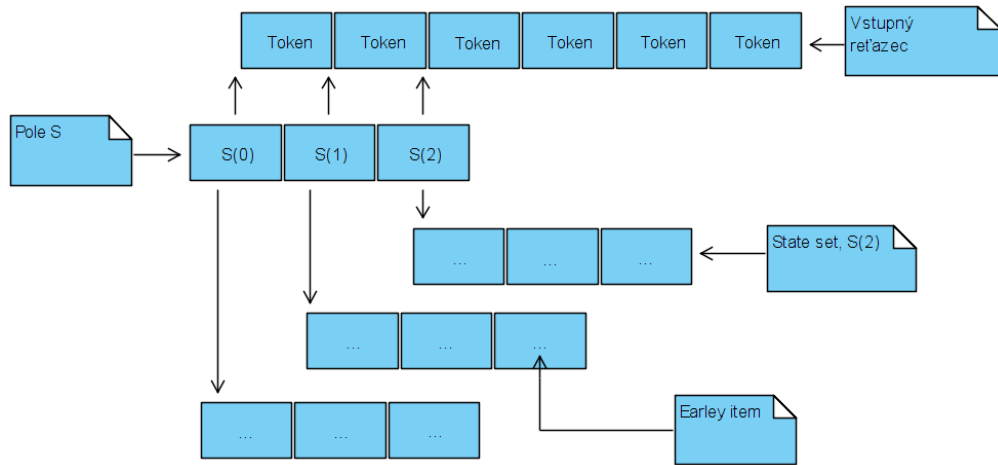 Token Token Token Token Token Token
Vstupný
reťazec
Pole S
S(0) S(1) S(2)
... ... ...
State set, S(2)
... ... ...
... ... ...
Earley item